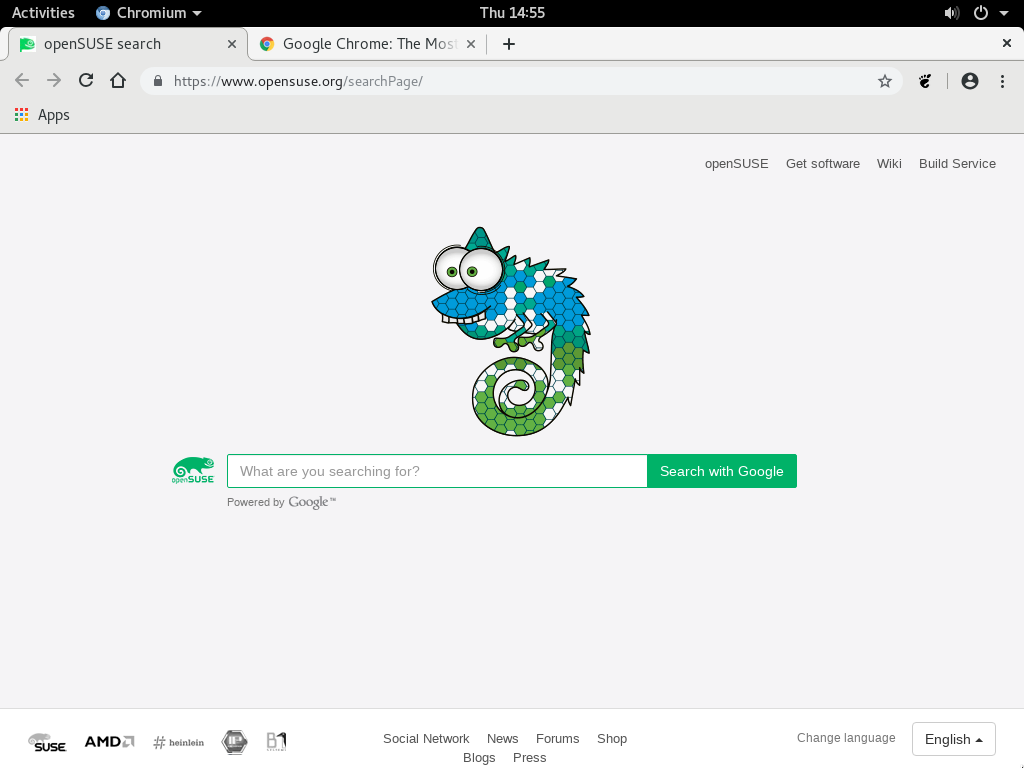 Activities Chromium Thu 14:55
openSUSE search Google Chrome: The Most
https://www.opensuse.org/searchPage/
Apps
openSUSE Get software Wiki Build Service
openSUSE What are you searching for? Search with Google
Powered by Google™
SUSE AMD # heinlein B1 Social Network News Forums Shop Change language English
Blogs Press